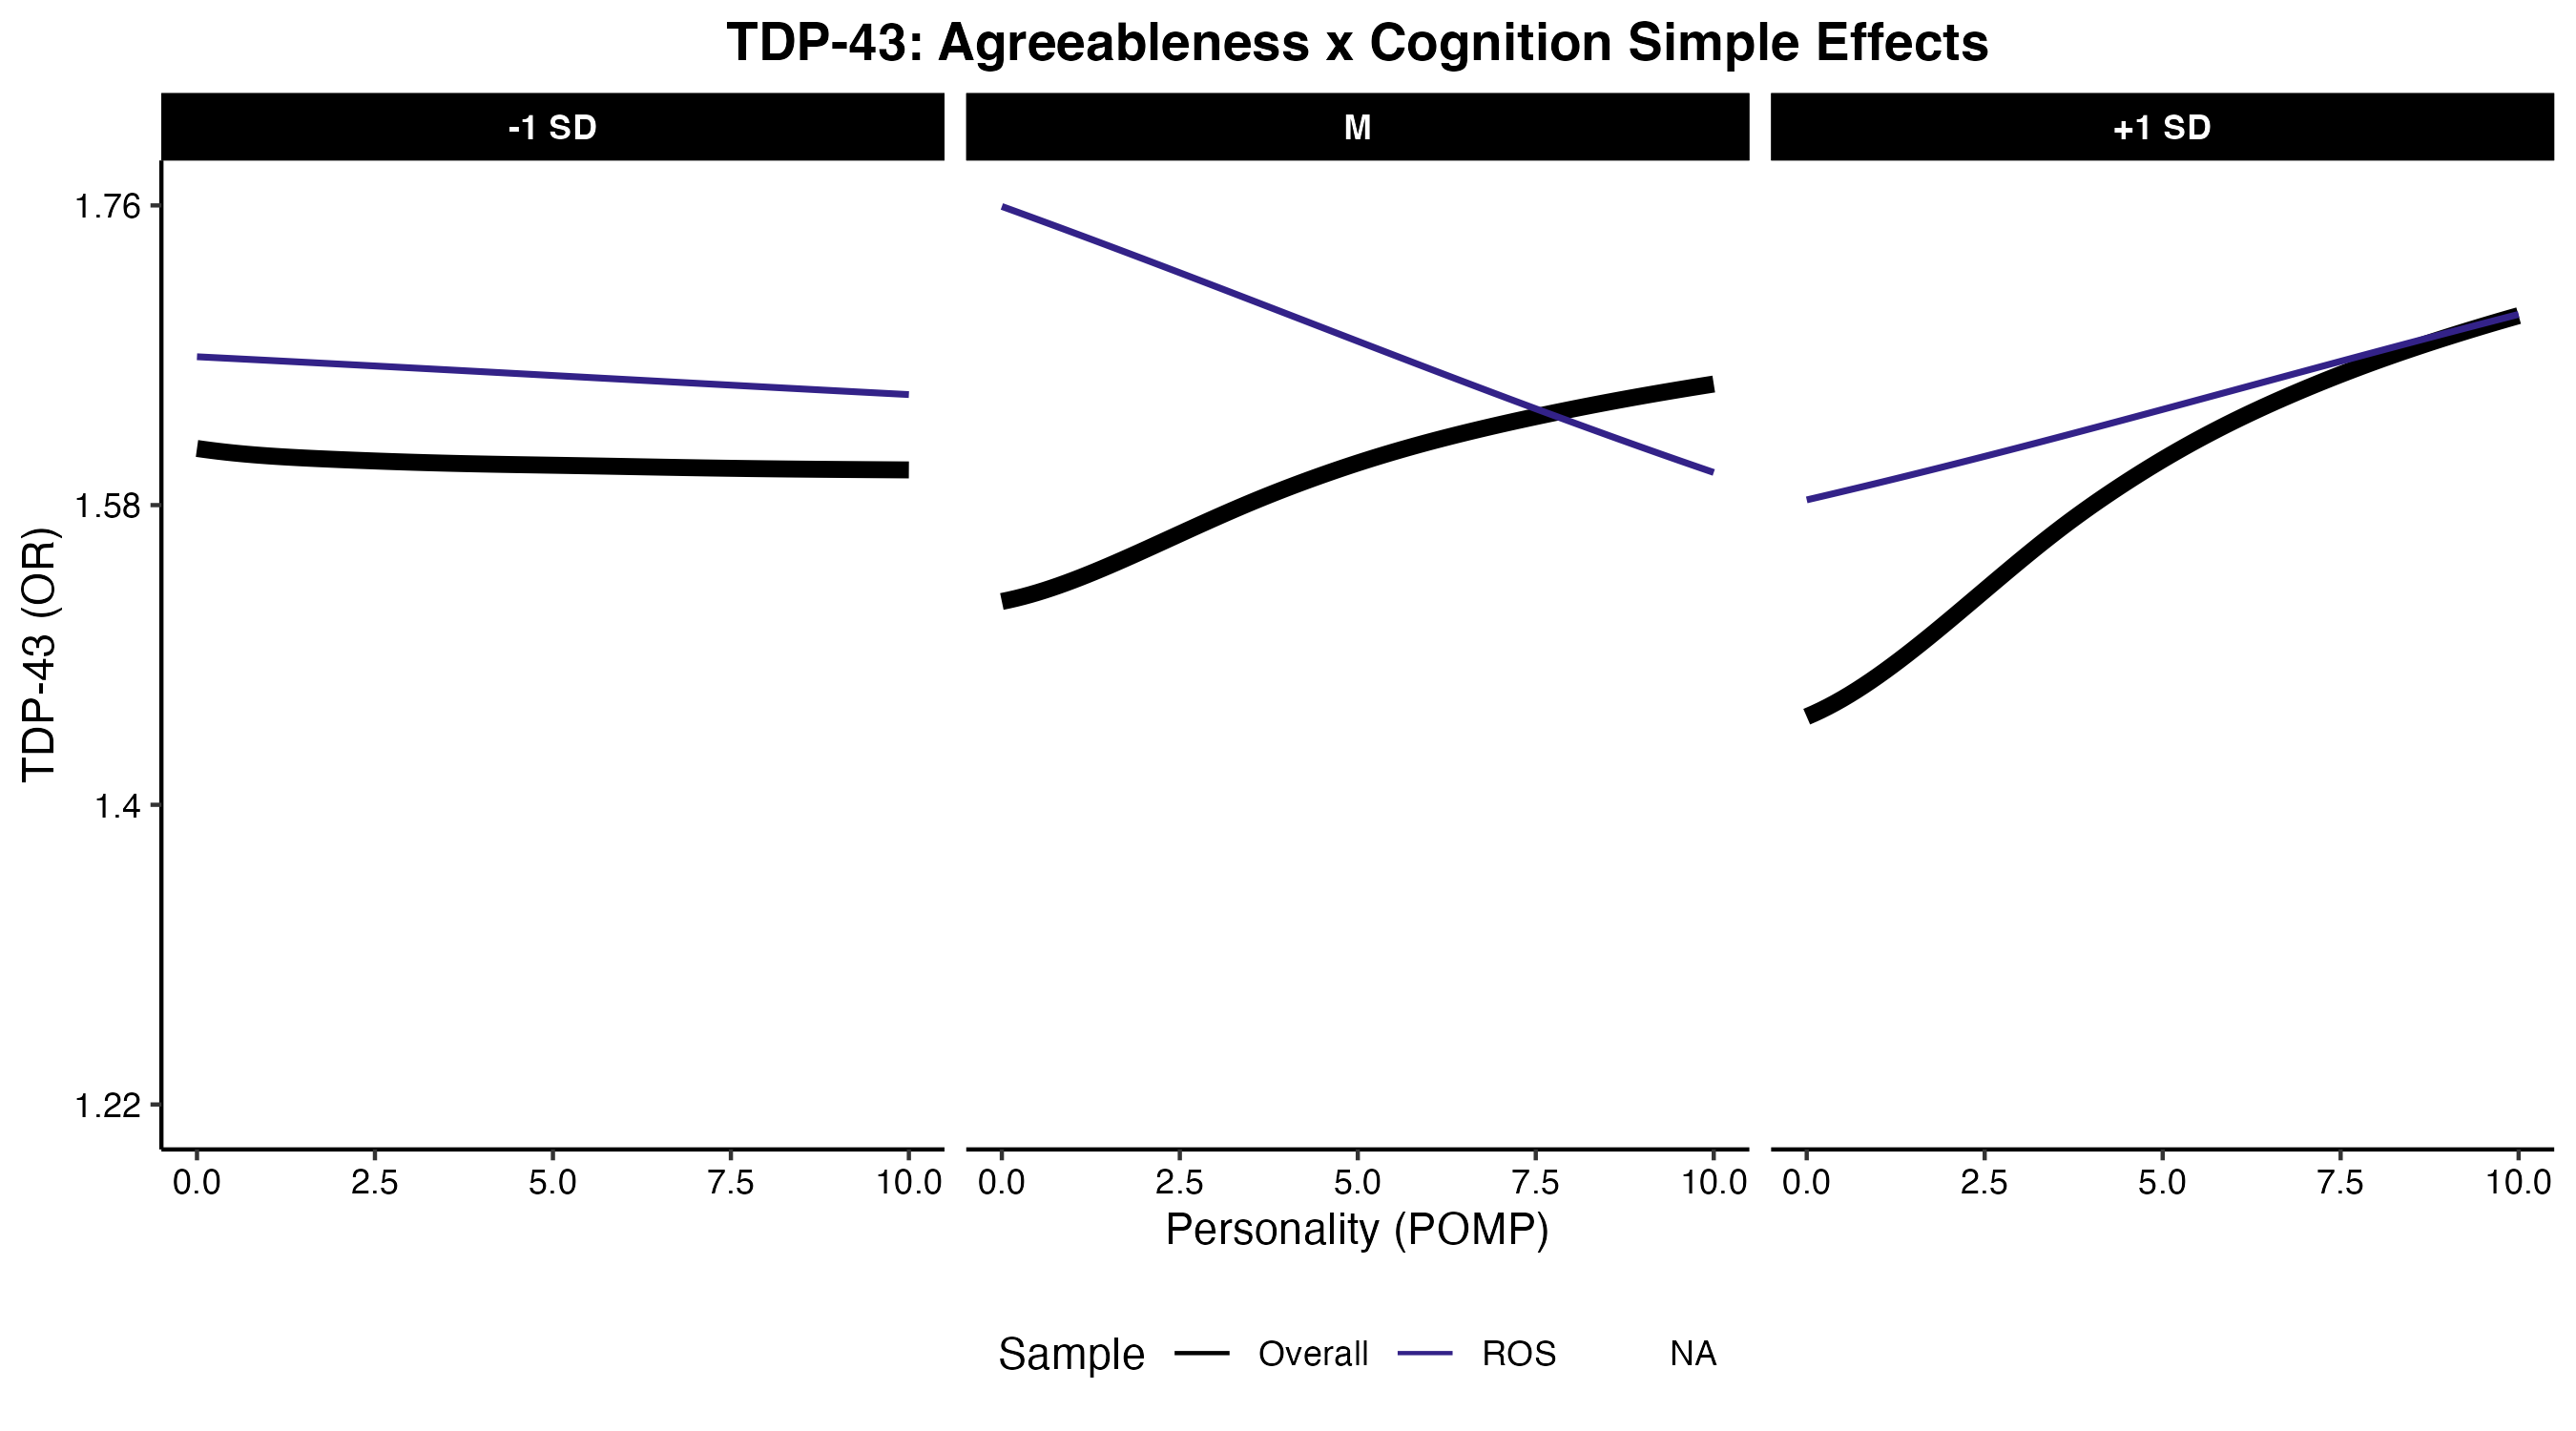 TDP-43: Agreeableness x Cognition Simple Effects
-1 SD M +1 SD
1.76
1.58
1.4
1.22
TDP-43 (OR)
0.0 2.5 5.0 7.5 10.0 0.0 2.5 5.0 7.5 10.0 0.0 2.5 5.0 7.5 10.0
Personality (POMP)
Sample Overall ROS NA